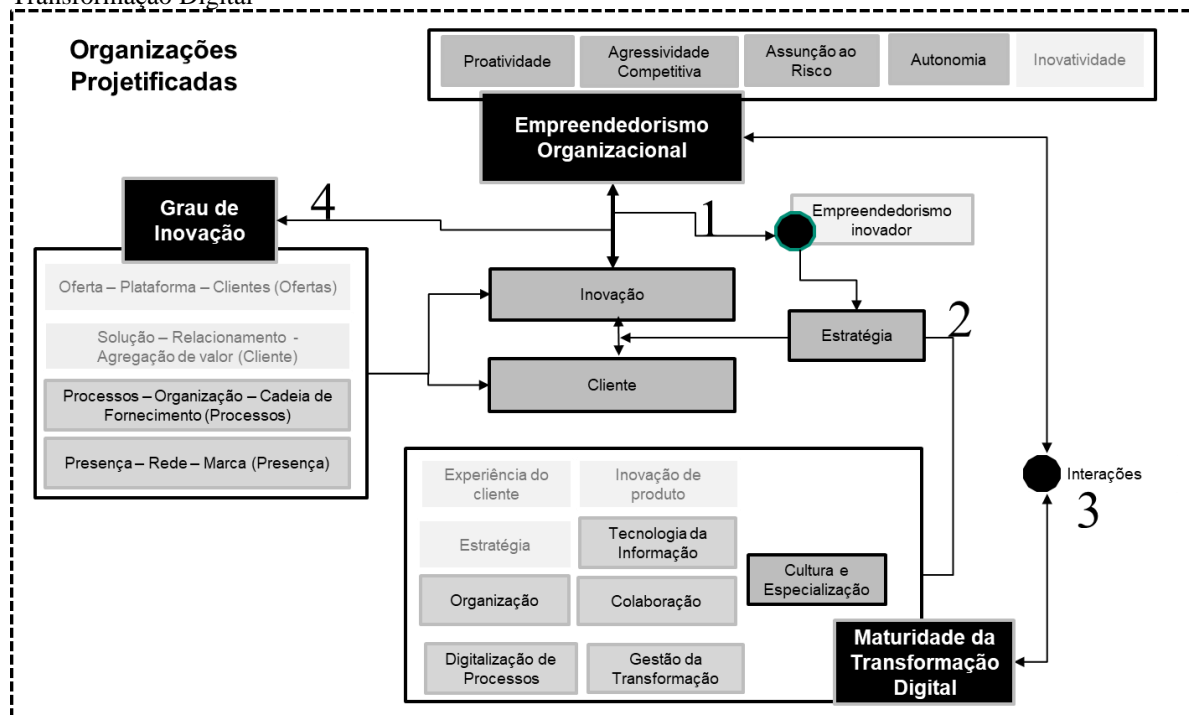 Transformação Digital
Organizações
Projetificadas
Proatividade
Agressividade
Competitiva
Assunção ao
Risco
Autonomia
Inovatividade
Empreendedorismo
Organizacional
Grau de
Inovação
4
1
Empreendedorismo
inovador
Oferta – Plataforma – Clientes (Ofertas)
Solução – Relacionamento -
Agregação de valor (Cliente)
Processos – Organização – Cadeia de
Fornecimento (Processos)
Presença – Rede – Marca (Presença)
Inovação
Estratégia
2
Cliente
Experiência do
cliente
Inovação de
produto
Estratégia
Tecnologia da
Informação
Organização
Colaboração
Cultura e
Especialização
Digitalização de
Processos
Gestão da
Transformação
Maturidade da
Transformação
Digital
Interações
3